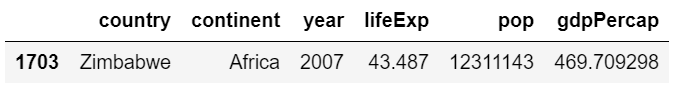 country continent year lifeExp pop gdpPercap
1703 Zimbabwe Africa 2007 43.487 12311143 469.709298